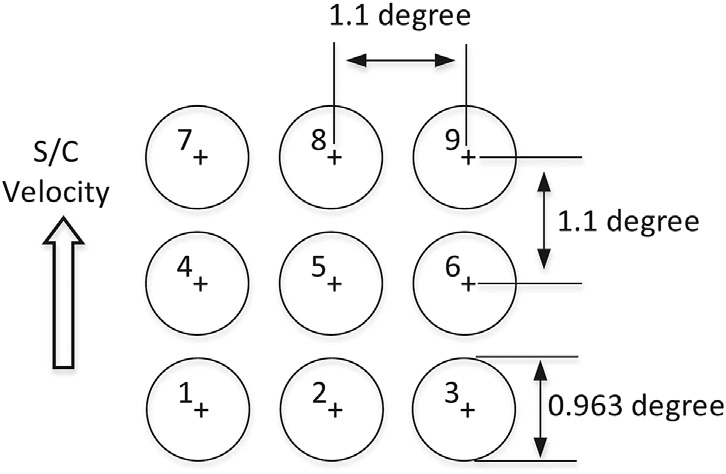 1.1 degree
S/C
Velocity
7 8 9
1.1 degree
4 5 6
1 2 3
0.963 degree